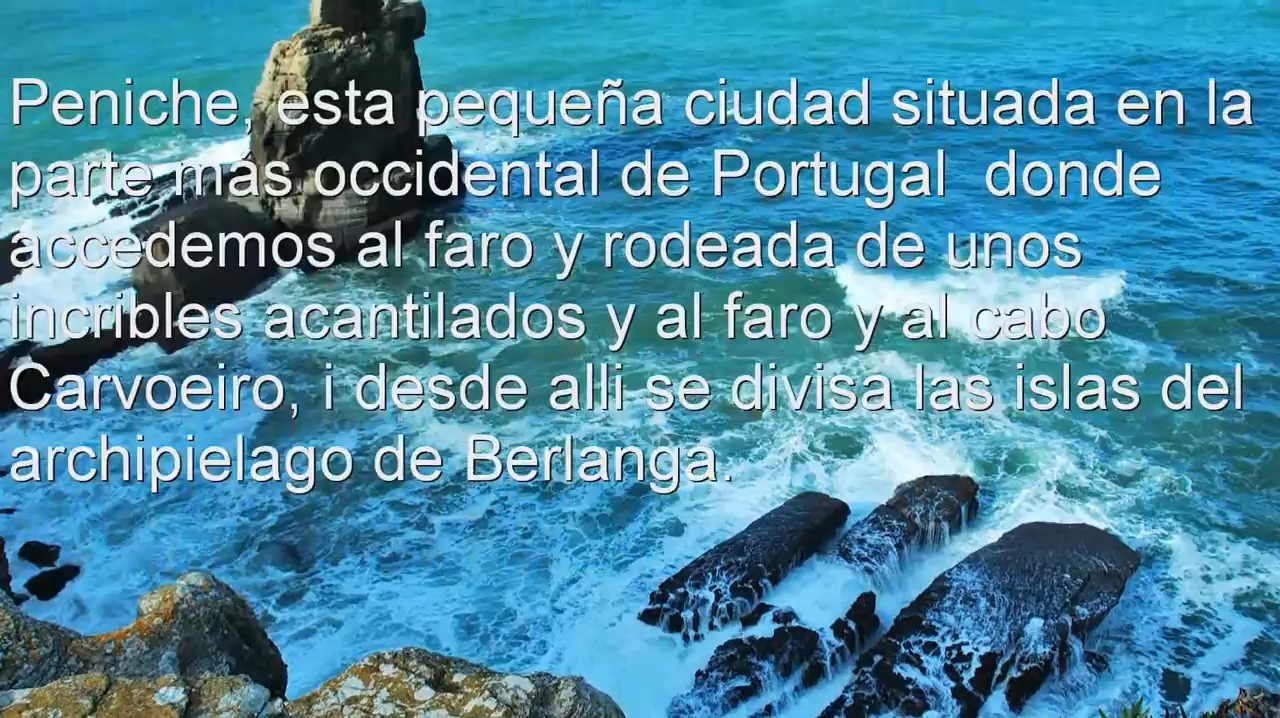 Peniche, esta pequeña ciudad situada en la
parte más occidental de Portugal  donde
accedemos al faro y rodeada de unos
incribles acantilados y al faro y al cabo
Carvoeiro, i desde alli se divisa las islas del
archipielago de Berlanga.